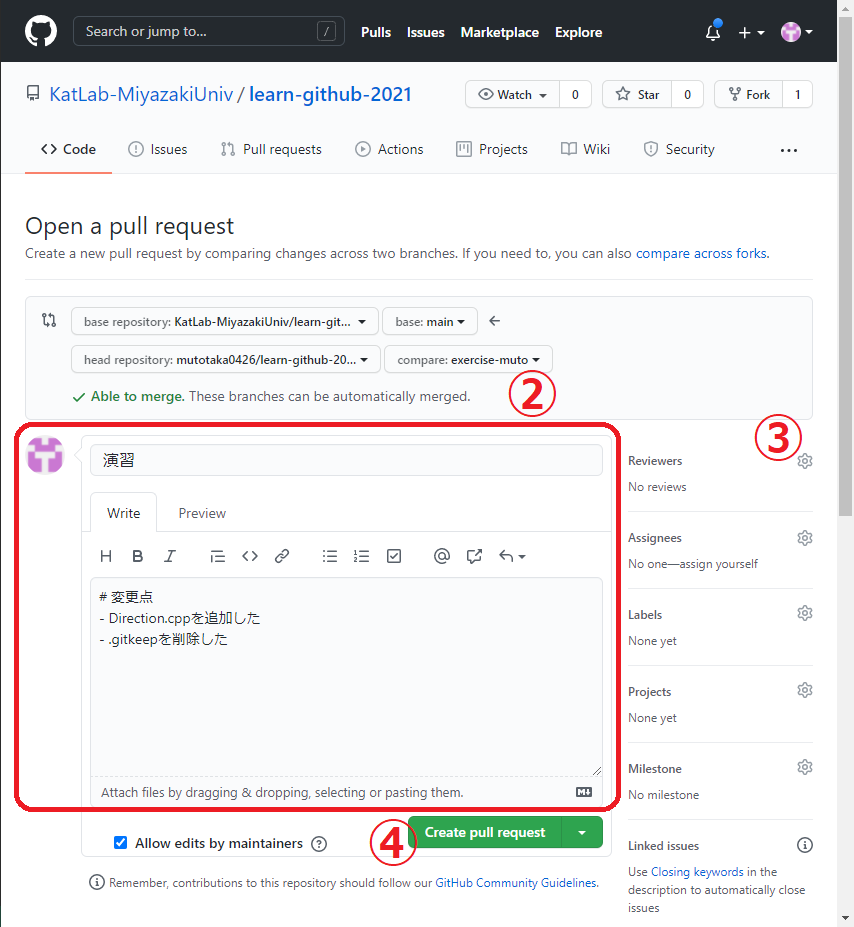 Search or jump to... /
Pulls Issues Marketplace Explore
KatLab-MiyazakiUniv / learn-github-2021
Watch 0 Star 0 Fork 1
Code Issues Pull requests Actions Projects Wiki Security ...
Open a pull request
Create a new pull request by comparing changes across two branches. If you need to, you can also compare across forks.
base repository: KatLab-MiyazakiUniv/learn-git... base: main ←
head repository: mutotaka0426/learn-github-20... compare: exercise-muto
✓ Able to merge. These branches can be automatically merged.
②
③
演習
Write Preview
H B I
# 変更点
- Direction.cppを追加した
- .gitkeepを削除した
Attach files by dragging & dropping, selecting or pasting them.
Allow edits by maintainers ?
④
Create pull request
Remember, contributions to this repository should follow our GitHub Community Guidelines.
Reviewers
No reviews
Assignees
No one—assign yourself
Labels
None yet
Projects
None yet
Milestone
No milestone
Linked issues
Use Closing keywords in the
description to automatically close
issues